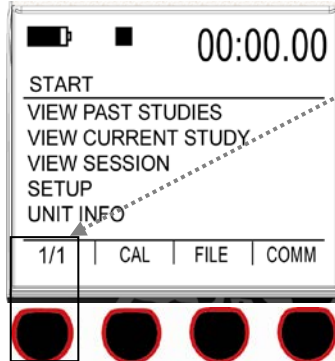 00:00.00
START
VIEW PAST STUDIES
VIEW CURRENT STUDY
VIEW SESSION
SETUP
UNIT INFO
1/1 | CAL | FILE | COMM